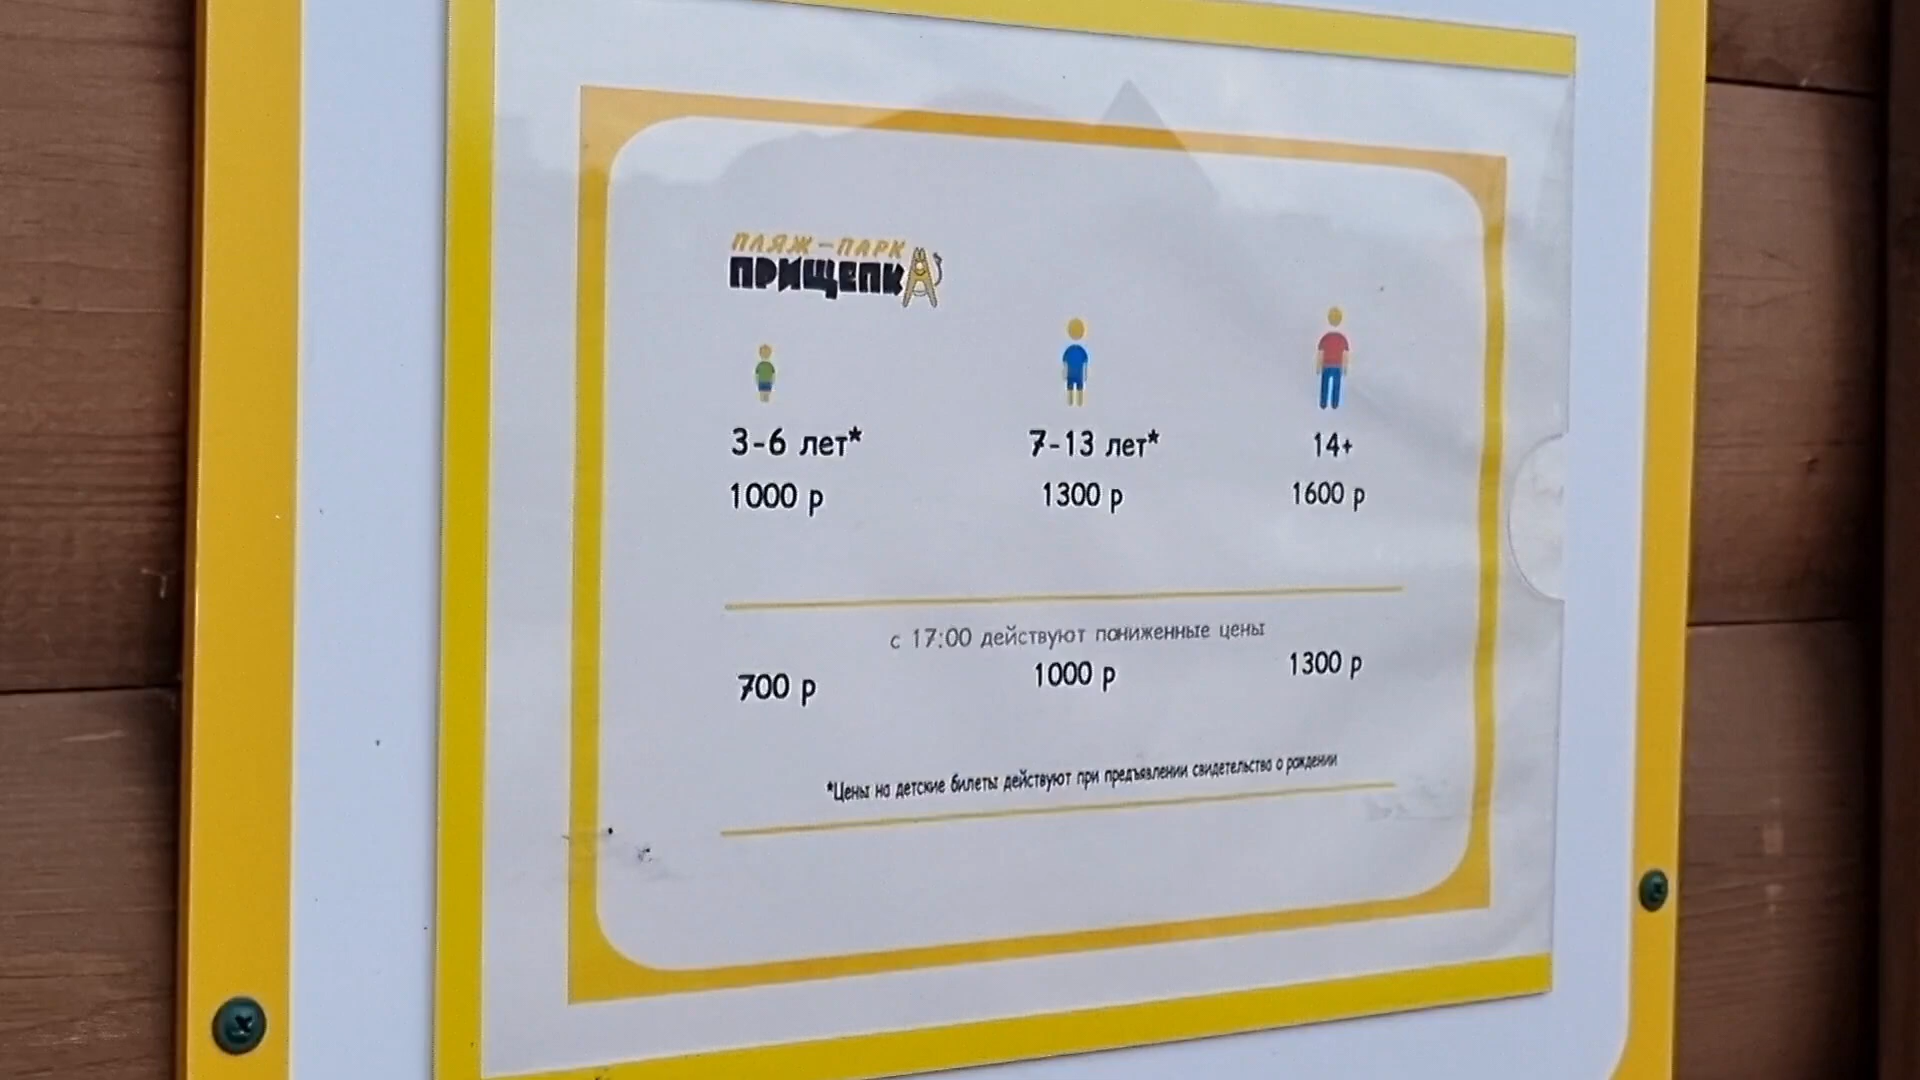 ПЛЯЖ-ПАРК
ПРИЩЕПКА
3-6 лет* 7-13 лет* 14+
1000 р 1300 р 1600 р
с 17:00 действуют пониженные цены
700 р 1000 р 1300 р
*Цены на детские билеты действуют при предъявлении свидетельства о рождении